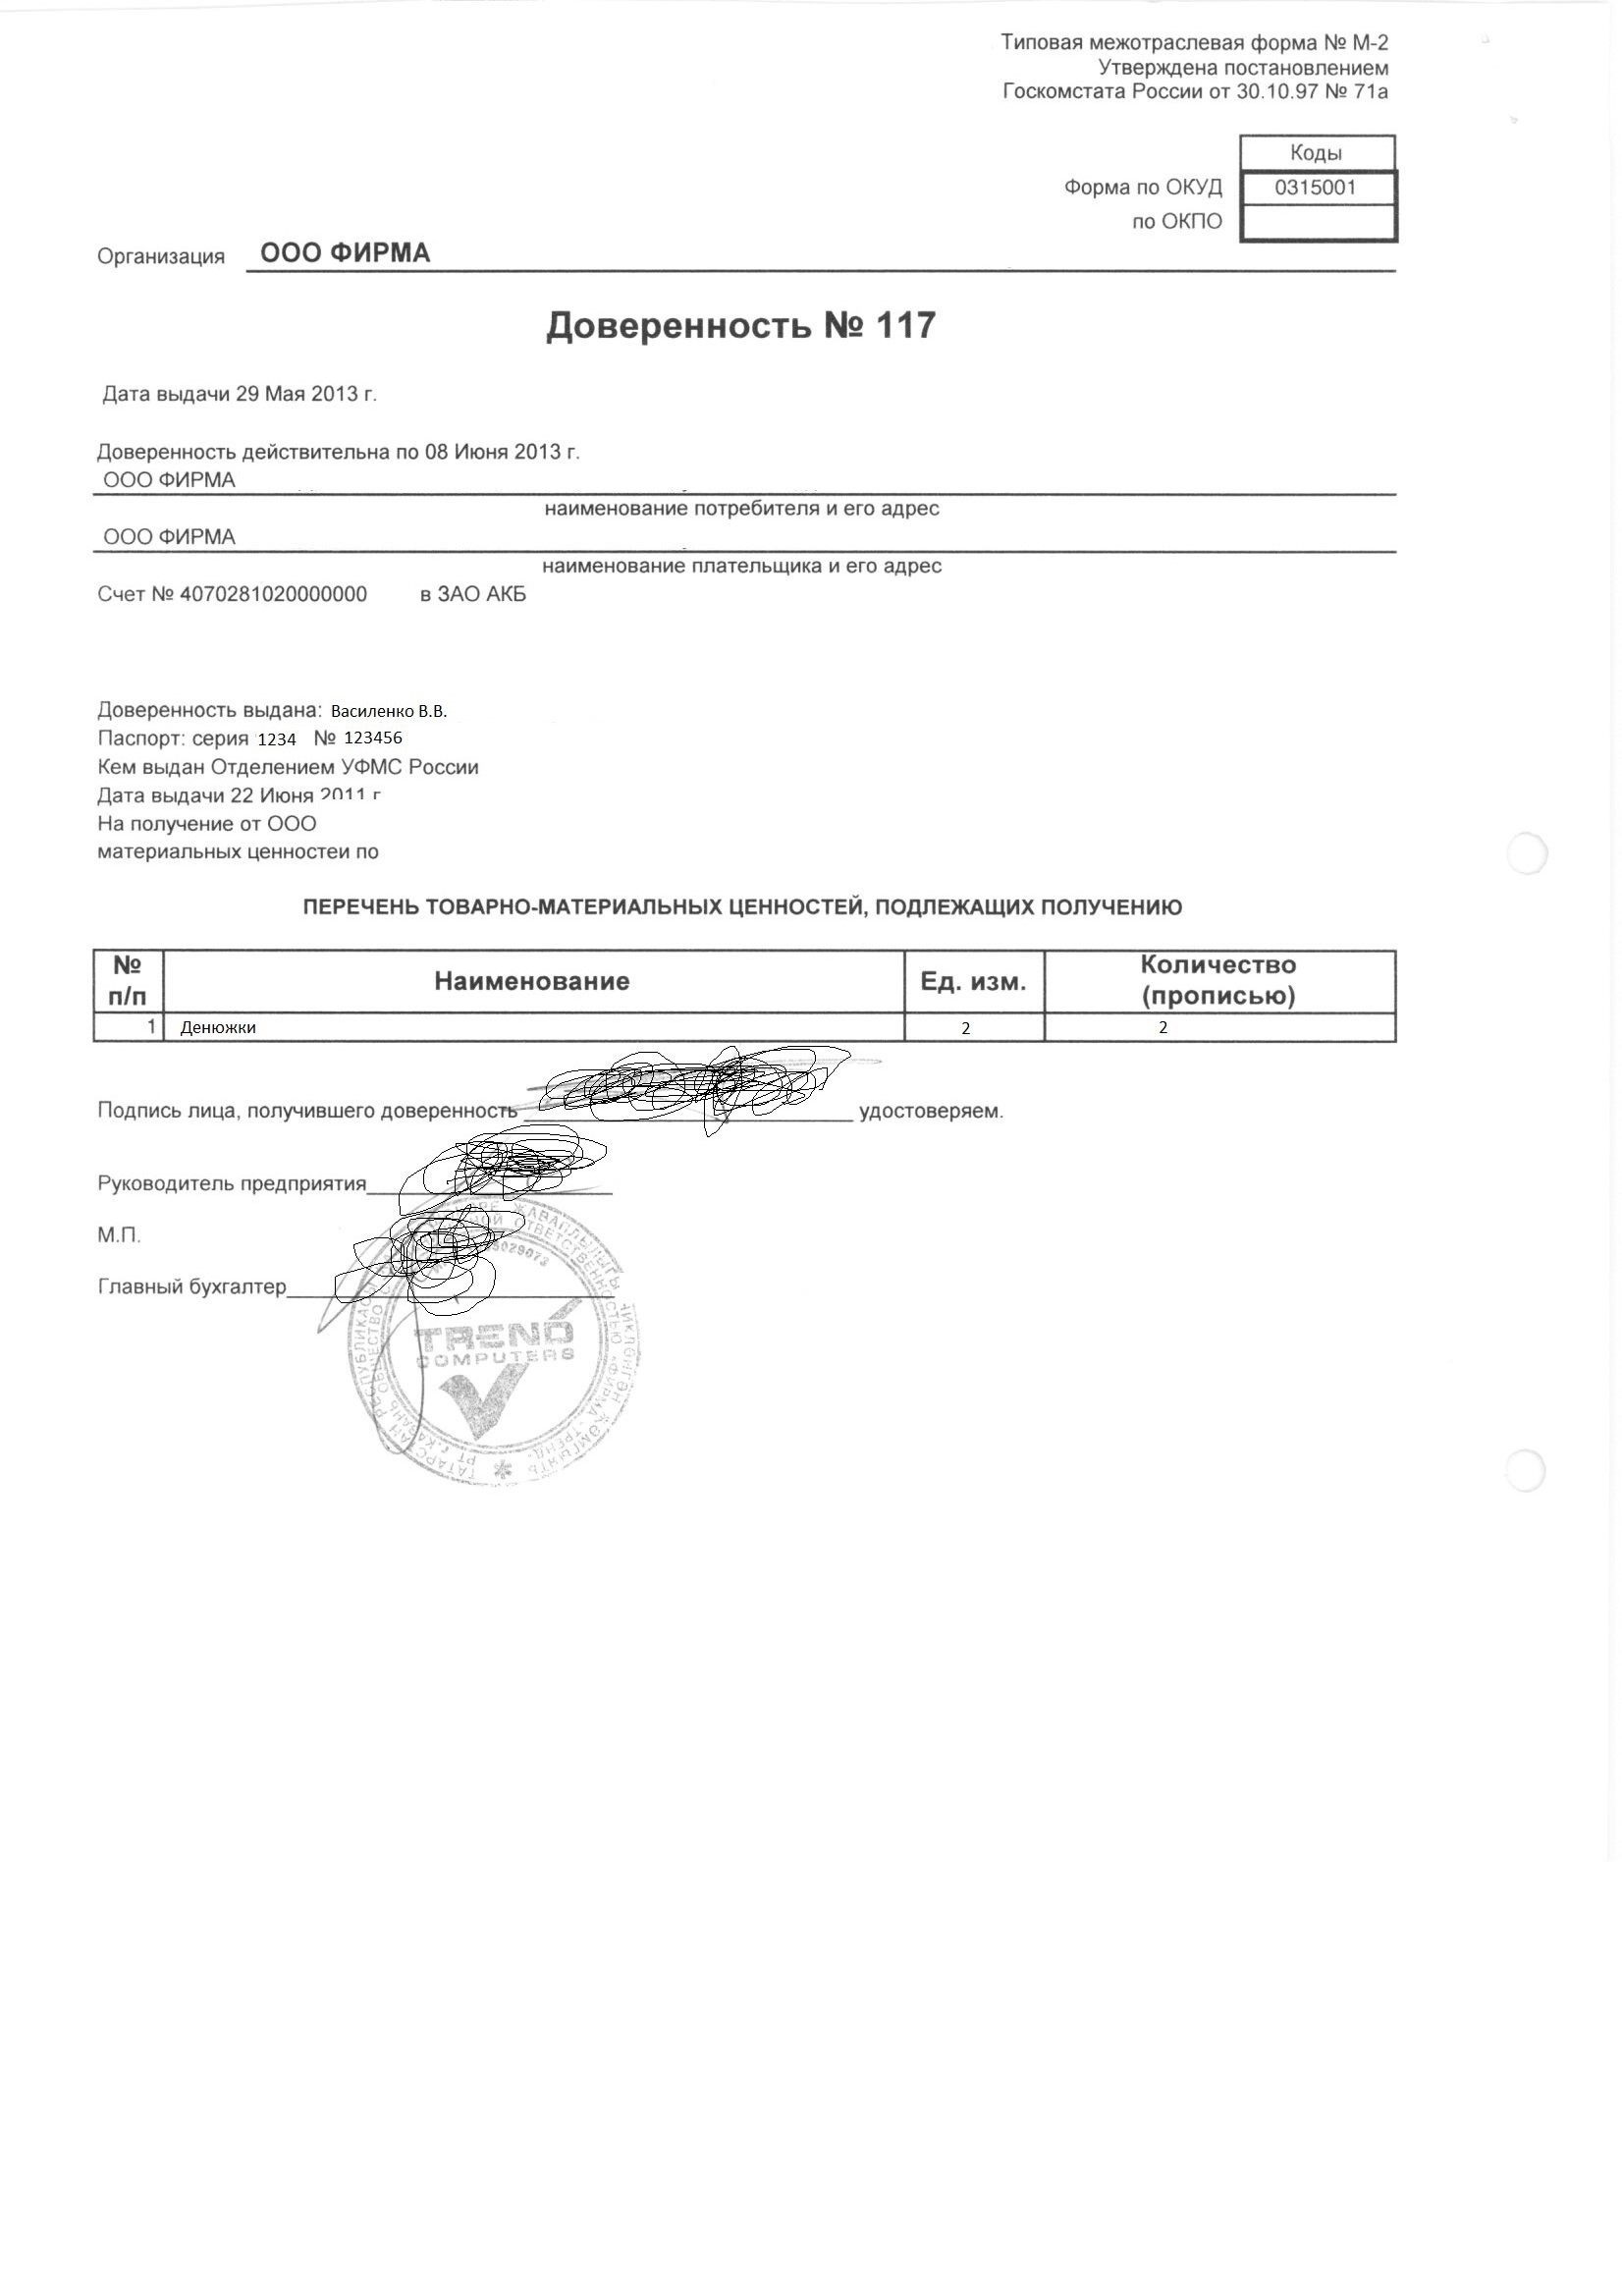 Типовая межотраслевая форма № М-2
Утверждена постановлением
Госкомстата России от 30.10.97 № 71а
Коды
Форма по ОКУД 0315001
по ОКПО
Организация ООО ФИРМА
Доверенность № 117
Дата выдачи 29 Мая 2013 г.
Доверенность действительна по 08 Июня 2013 г.
ООО ФИРМА
наименование потребителя и его адрес
ООО ФИРМА
наименование плательщика и его адрес
Счет № 4070281020000000 в ЗАО АКБ
Доверенность выдана: Василенко В.В.
Паспорт: серия 1234 № 123456
Кем выдан Отделением УФМС России
Дата выдачи 22 Июня 2011 г
На получение от ООО
материальных ценностей по
ПЕРЕЧЕНЬ ТОВАРНО-МАТЕРИАЛЬНЫХ ЦЕННОСТЕЙ, ПОДЛЕЖАЩИХ ПОЛУЧЕНИЮ
№ п/п Наименование Ед. изм. Количество (прописью)
1 Денюжки 2 2
Подпись лица, получившего доверенность удостоверяем.
Руководитель предприятия
М.П.
Главный бухгалтер
TREND
COMPUTERS